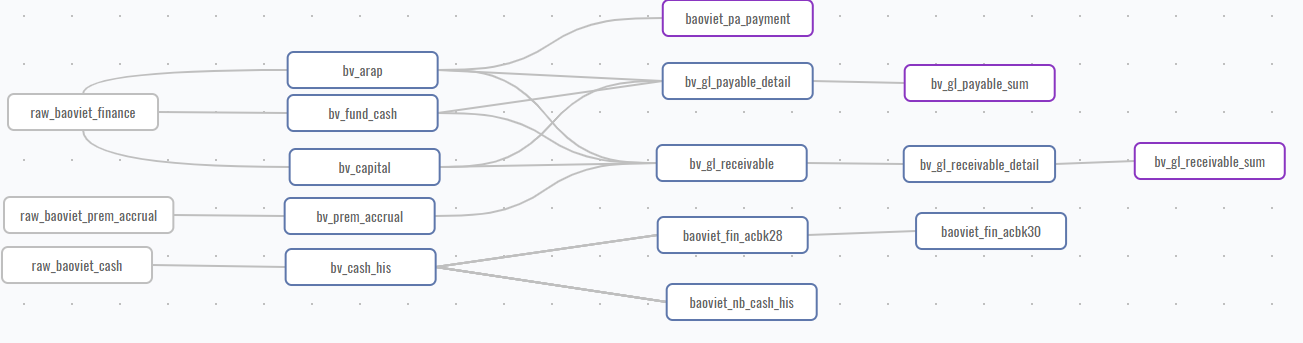 baoviet_pa_payment
bv_arap
bv_gl_payable_detail
bv_gl_payable_sum
raw_baoviet_finance
bv_fund_cash
bv_capital
bv_gl_receivable
bv_gl_receivable_detail
bv_gl_receivable_sum
raw_baoviet_prem_accrual
bv_prem_accrual
baoviet_fin_acbk28
baoviet_fin_acbk30
raw_baoviet_cash
bv_cash_his
baoviet_nb_cash_his